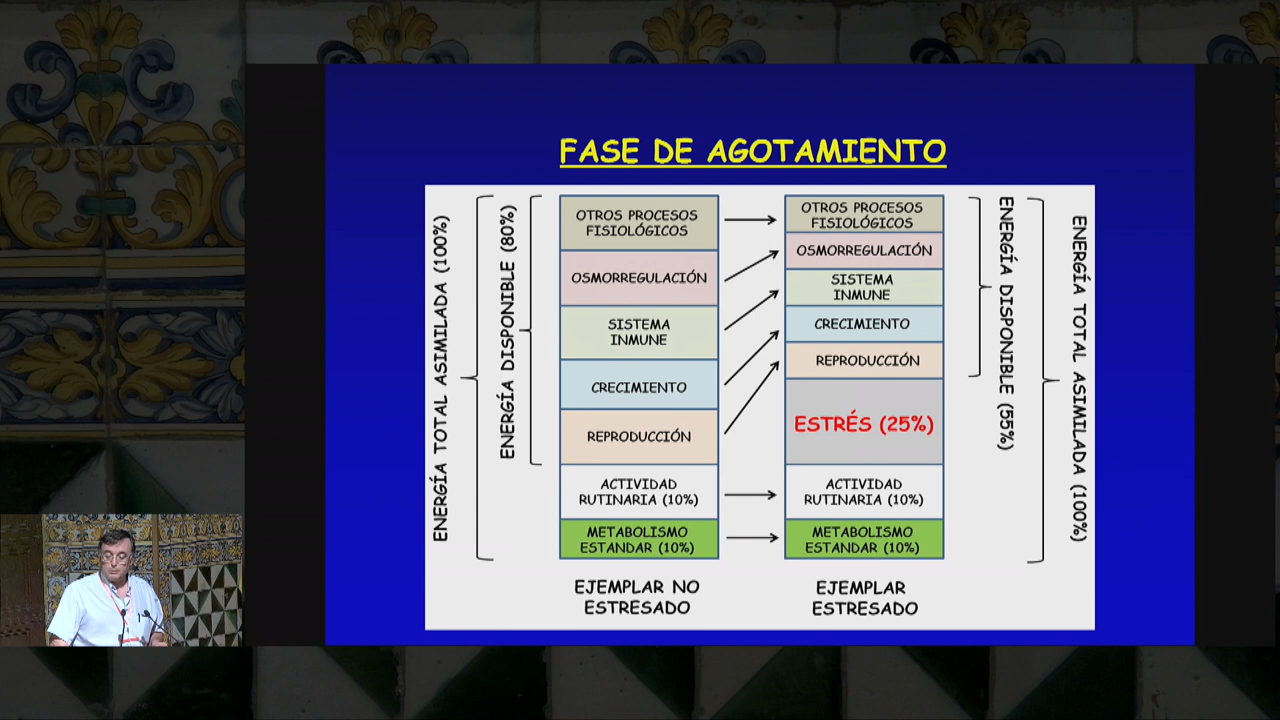 FASE DE AGOTAMIENTO
ENERGÍA TOTAL ASIMILADA (100%)
ENERGÍA DISPONIBLE (80%)
OTROS PROCESOS
FISIOLÓGICOS
OSMORREGULACIÓN
SISTEMA
INMUNE
CRECIMIENTO
REPRODUCCIÓN
ACTIVIDAD
RUTINARIA (10%)
METABOLISMO
ESTANDAR (10%)
EJEMPLAR NO
ESTRESADO
OTROS PROCESOS
FISIOLÓGICOS
OSMORREGULACIÓN
SISTEMA
INMUNE
CRECIMIENTO
REPRODUCCIÓN
ESTRÉS (25%)
ACTIVIDAD
RUTINARIA (10%)
METABOLISMO
ESTANDAR (10%)
EJEMPLAR
ESTRESADO
ENERGÍA DISPONIBLE (55%)
ENERGÍA TOTAL ASIMILADA (100%)